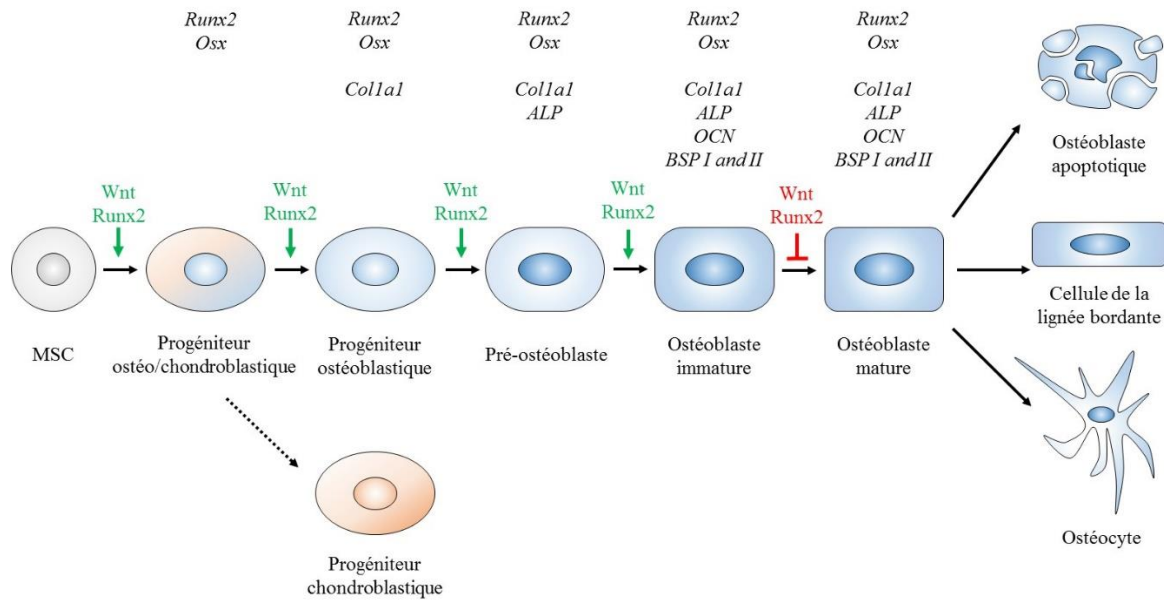 Runx2
Osx
Runx2
Osx
Col1a1
Runx2
Osx
Col1a1
ALP
Runx2
Osx
Col1a1
ALP
OCN
BSP I and II
Runx2
Osx
Col1a1
ALP
OCN
BSP I and II
Ostéoblaste
apoptotique
Wnt
Runx2
Wnt
Runx2
Wnt
Runx2
Wnt
Runx2
Wnt
Runx2
MSC
Progéniteur
ostéo/chondroblastique
Progéniteur
ostéoblastique
Pré-ostéoblaste
Ostéoblaste
immature
Ostéoblaste
mature
Cellule de la
lignée bordante
Progéniteur
chondroblastique
Ostéocyte